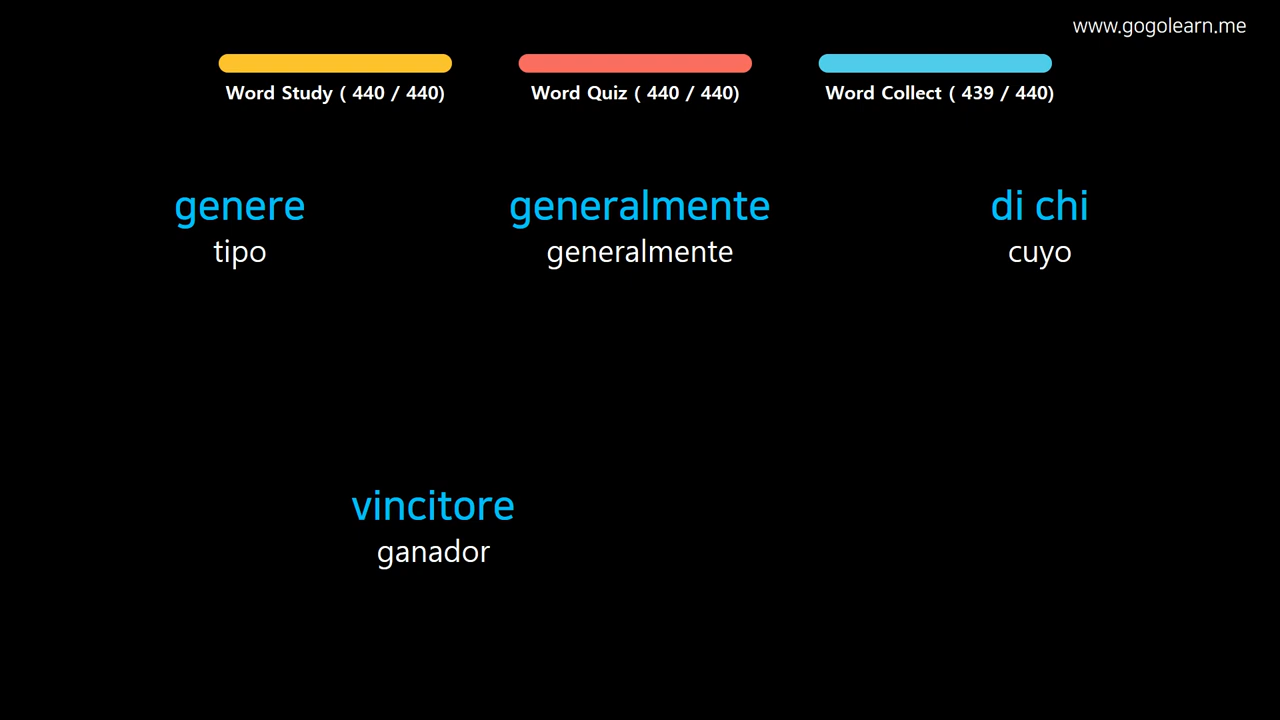 www.gogolearn.me
Word Study ( 440 / 440)
Word Quiz ( 440 / 440)
Word Collect ( 439 / 440)
genere
tipo
generalmente
generalmente
di chi
cuyo
vincitore
ganador